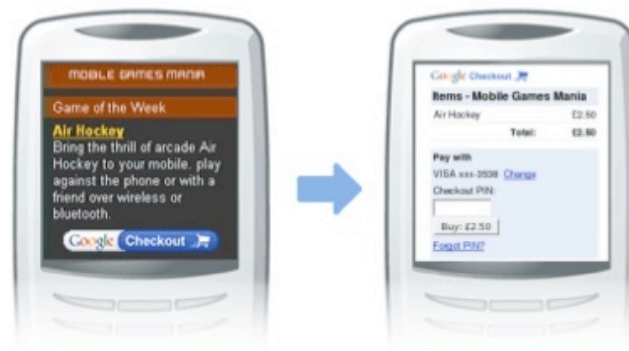 MOBILE GAMES MANIA
Game of the Week
Air Hockey
Bring the thrill of arcade Air
Hockey to your mobile. play
against the phone or with a
friend over wireless or
bluetooth.
Google Checkout
Google Checkout
Items - Mobile Games Mania
Air Hockey £2.50
Total: £2.50
Pay with
VISA xxx-3538 Change
Checkout PIN:
Buy: £2.50
Forgot PIN?